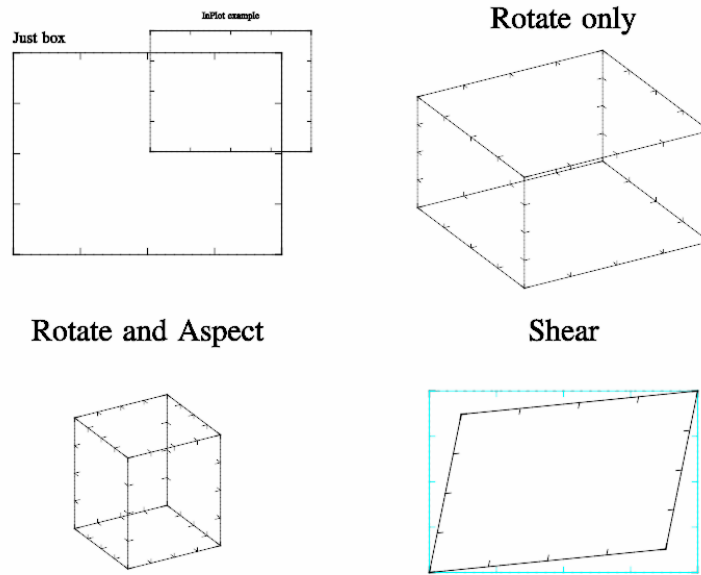 InPlot example
Just box
Rotate only
Rotate and Aspect
Shear